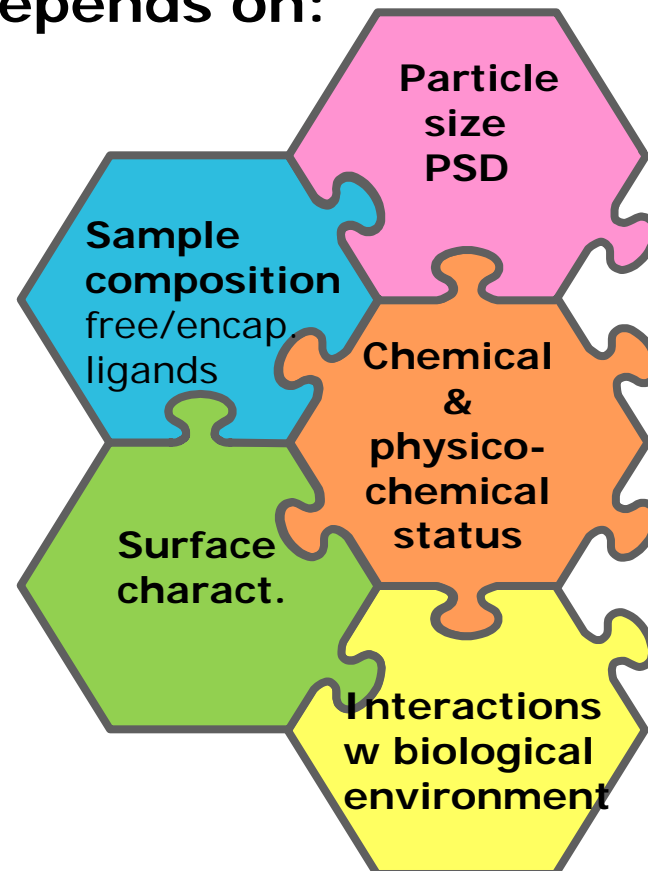 epends on:
Particle
size
PSD
Sample
composition
free/encap.
ligands
Chemical
&
physico-
chemical
status
Surface
charact.
Interactions
w biological
environment